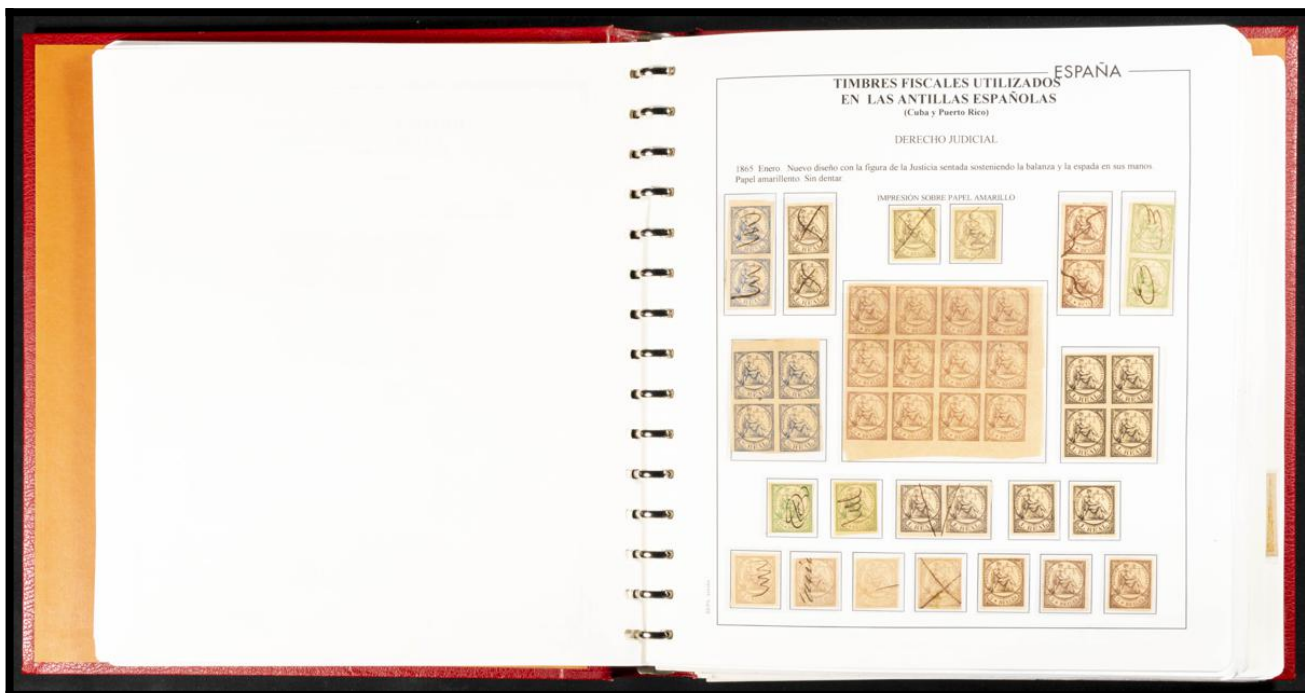 ESPAÑA
TIMBRES FISCALES UTILIZADOS
EN LAS ANTILLAS ESPAÑOLAS
(Cuba y Puerto Rico)
DERECHO JUDICIAL
1865 Enero. Nuevo diseño con la figura de la Justicia sentada sosteniendo la balanza y la espada en sus manos.
Papel amarillento. Sin dentar
IMPRESIÓN SOBRE PAPEL AMARILLO